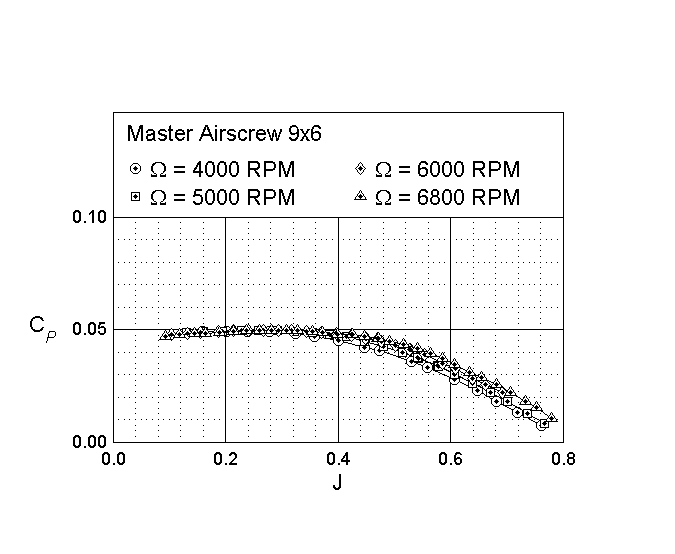 Master Airscrew 9x6
Ω = 4000 RPM
Ω = 6000 RPM
Ω = 5000 RPM
Ω = 6800 RPM
0.10
0.05
0.00
C_P
0.0 0.2 0.4 0.6 0.8
J